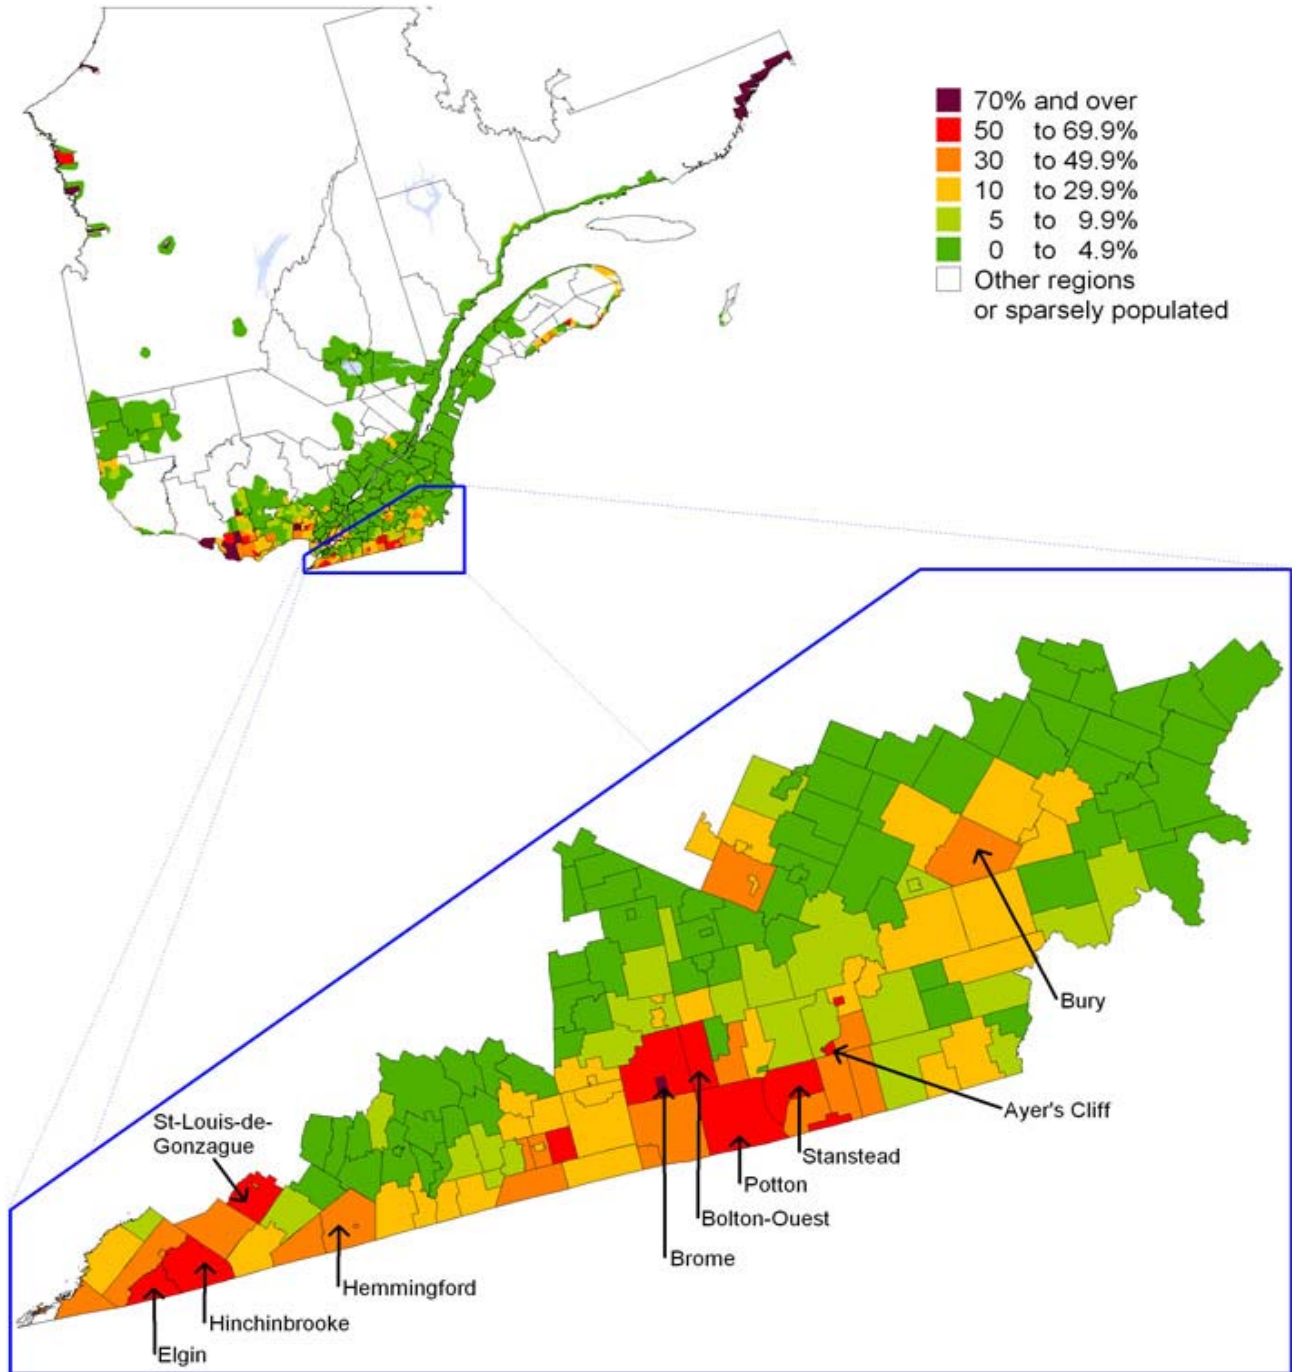 70% and over
50 to 69.9%
30 to 49.9%
10 to 29.9%
5 to 9.9%
0 to 4.9%
Other regions
or sparsely populated
Bury
Ayer's Cliff
St-Louis-de-
Gonzague
Stanstead
Potton
Bolton-Ouest
Brome
Hemmingford
Hinchinbrooke
Elgin